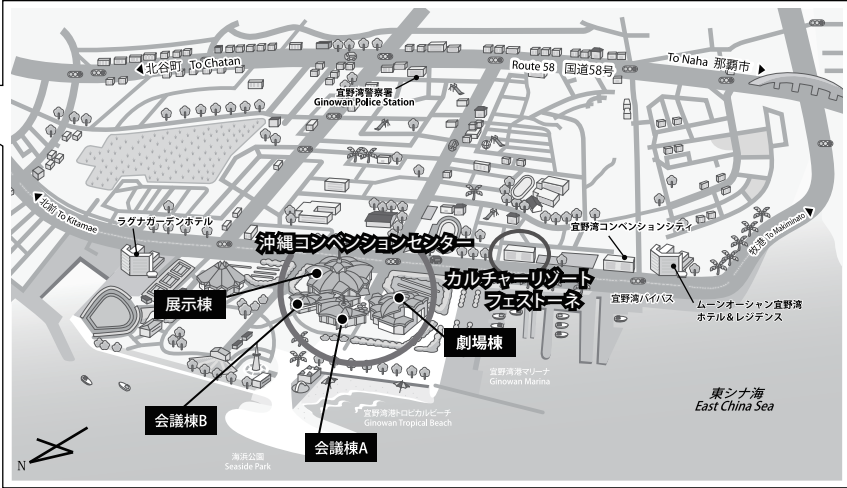 ◀北谷町 To Chatan
Route 58 国道58号
To Naha 那覇市 ▶
宜野湾警察署
Ginowan Police Station
◀北前 To Kitamae
ラグナガーデンホテル
沖縄コンベンションセンター
宜野湾コンベンションシティ
牧港 To Makiminato ▶
カルチャーリゾート
フェストーネ
展示棟
宜野湾バイパス
ムーンオーシャン宜野湾
ホテル&レジデンス
劇場棟
宜野湾港マリーナ
Ginowan Marina
東シナ海
East China Sea
会議棟B
宜野湾港トロピカルビーチ
Ginowan Tropical Beach
会議棟A
海浜公園
Seaside Park
N